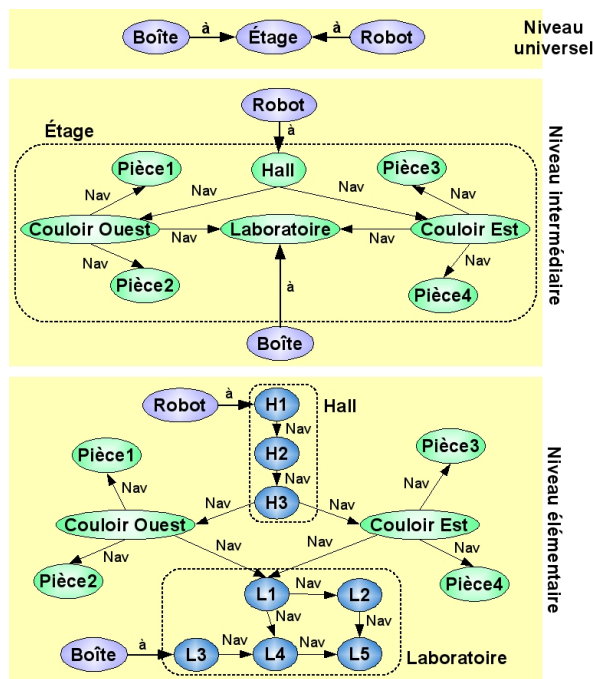 Niveau
universel
Boîte à Étage à Robot
Niveau intermédiaire
Robot
à
Étage
Pièce1 Hall Pièce3
Nav Nav Nav Nav
Couloir Ouest Nav Laboratoire Nav Couloir Est
Nav Nav
Pièce2 à Pièce4
Boîte
Niveau élémentaire
Robot à H1 Hall
Nav
Pièce1 H2 Pièce3
Nav Nav Nav
H3
Nav Nav
Couloir Ouest Couloir Est
Nav Nav Nav Nav
Pièce2 L1 Nav L2 Pièce4
Nav Nav
Boîte à L3 Nav L4 Nav L5
Laboratoire